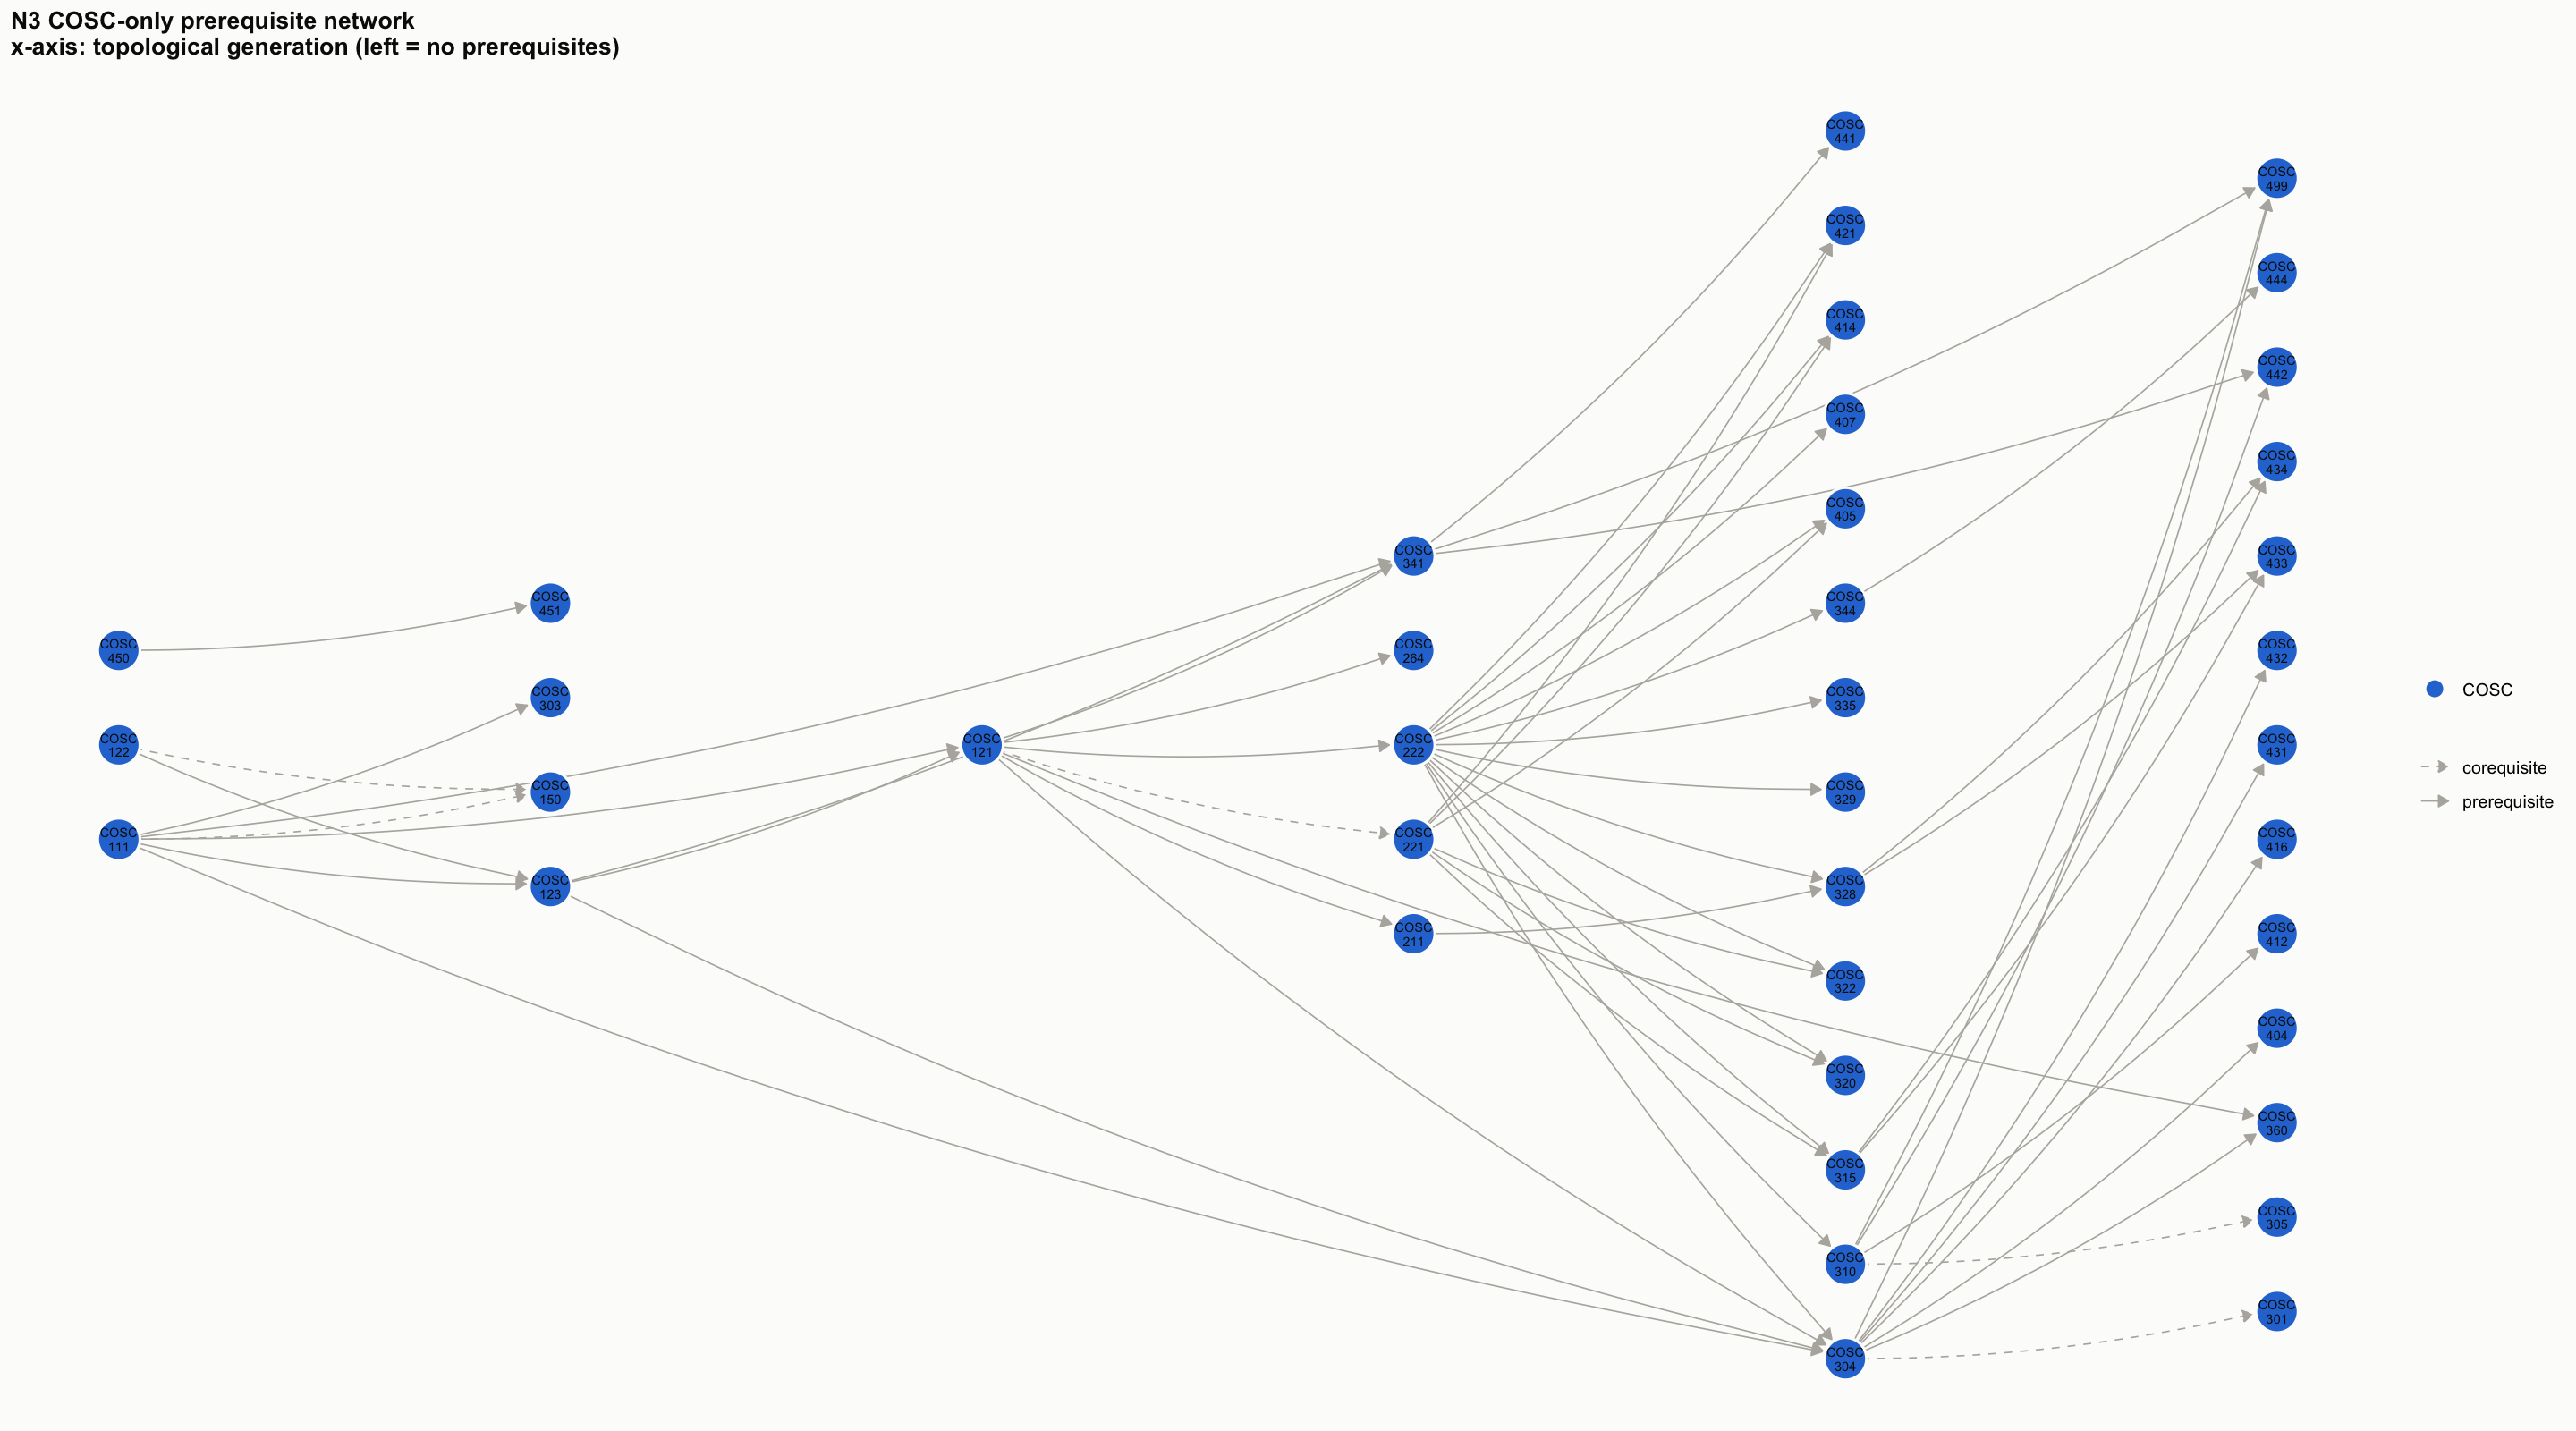 N3 COSC-only prerequisite network
x-axis: topological generation (left = no prerequisites)
COSC
450
COSC
122
COSC
111
COSC
451
COSC
303
COSC
150
COSC
123
COSC
121
COSC
341
COSC
264
COSC
222
COSC
221
COSC
211
COSC
441
COSC
421
COSC
414
COSC
407
COSC
405
COSC
344
COSC
335
COSC
329
COSC
328
COSC
322
COSC
320
COSC
315
COSC
310
COSC
304
COSC
499
COSC
444
COSC
442
COSC
434
COSC
433
COSC
432
COSC
431
COSC
416
COSC
412
COSC
404
COSC
360
COSC
305
COSC
301
COSC
corequisite
prerequisite